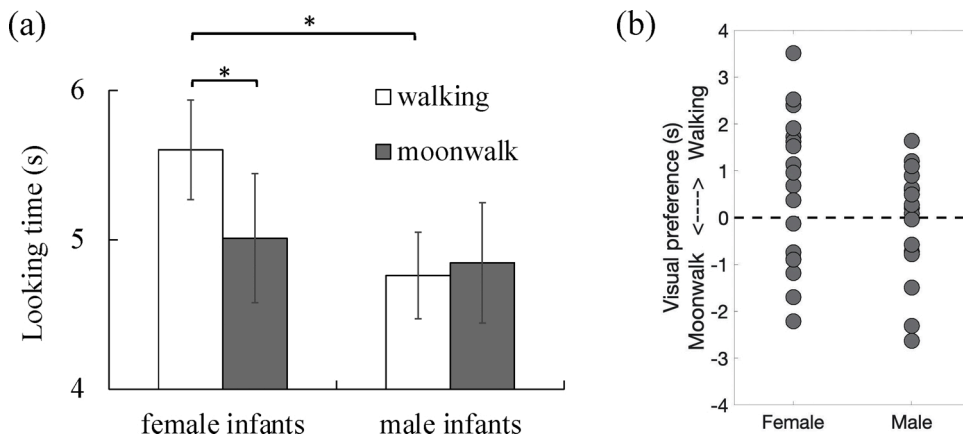 (a)
*
*
6
5
4
Looking time (s)
walking
moonwalk
female infants
male infants
(b)
4
3
2
1
0
-1
-2
-3
-4
Visual preference (s)
Moonwalk <----> Walking
Female
Male